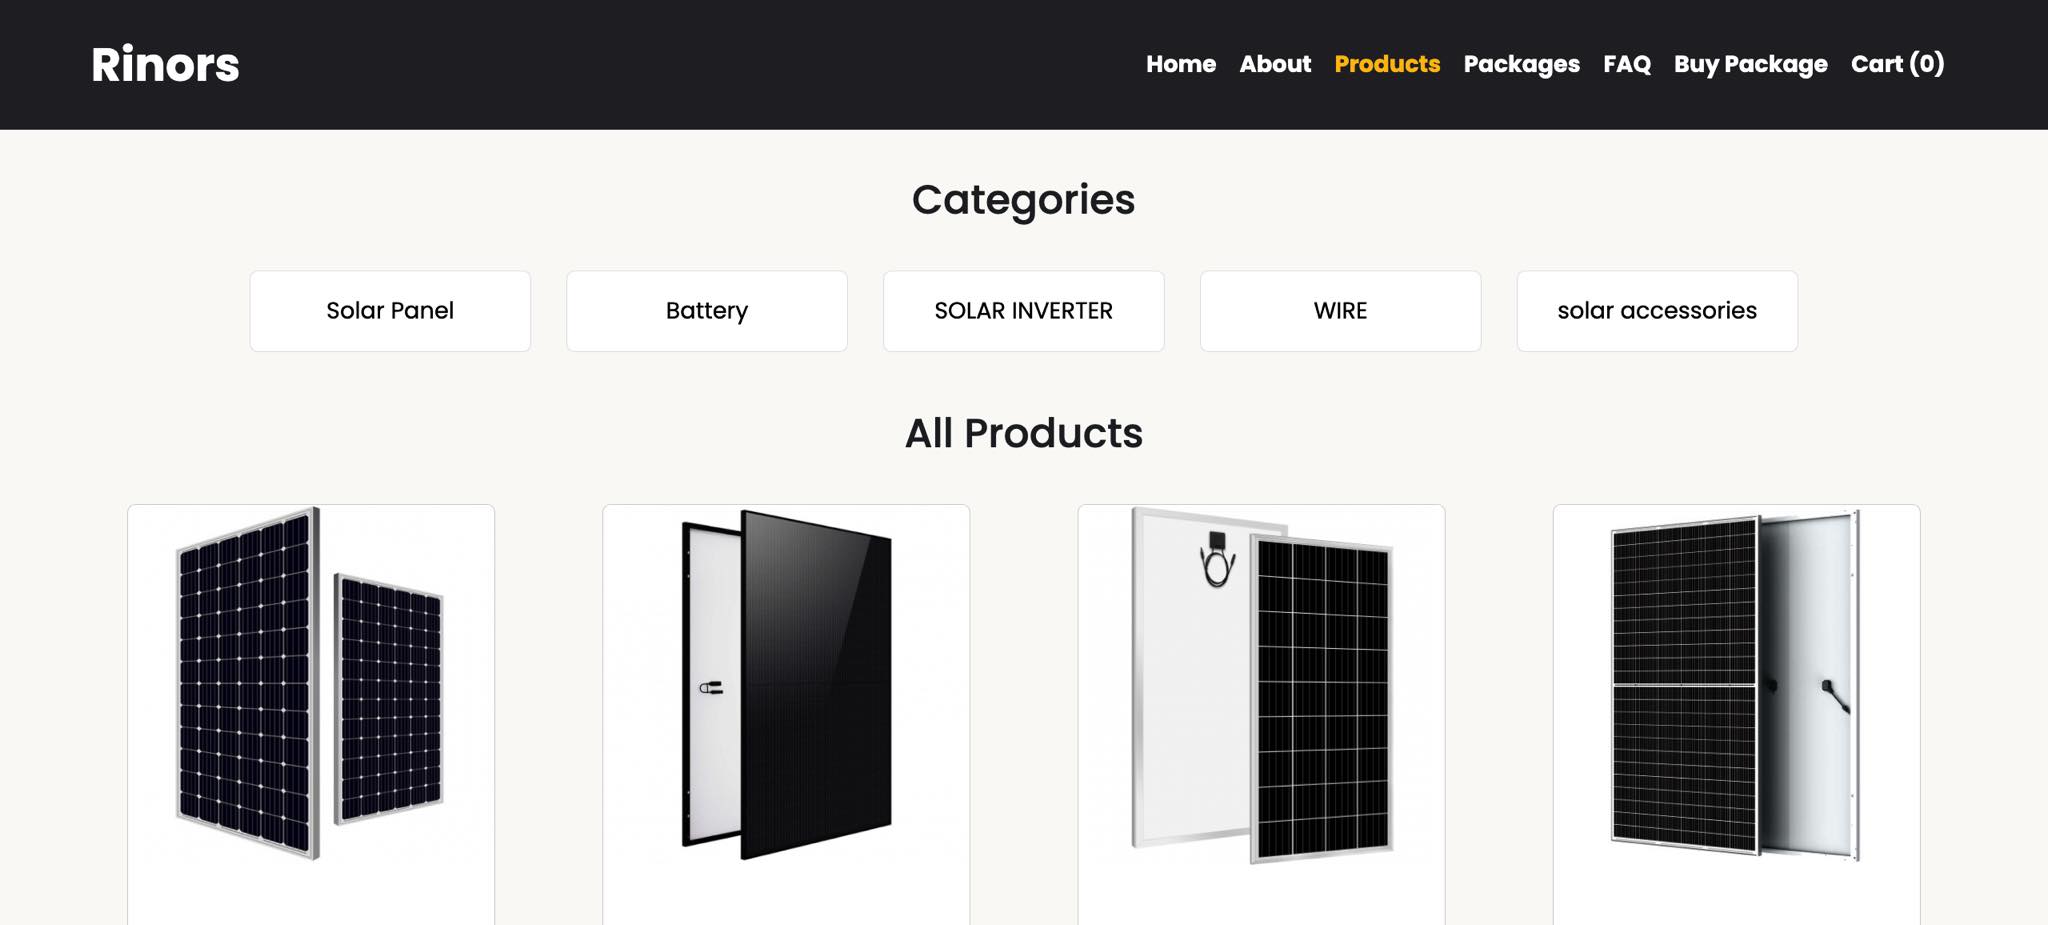 Rinors
Home About Products Packages FAQ Buy Package Cart (0)
Categories
Solar Panel Battery SOLAR INVERTER WIRE solar accessories
All Products